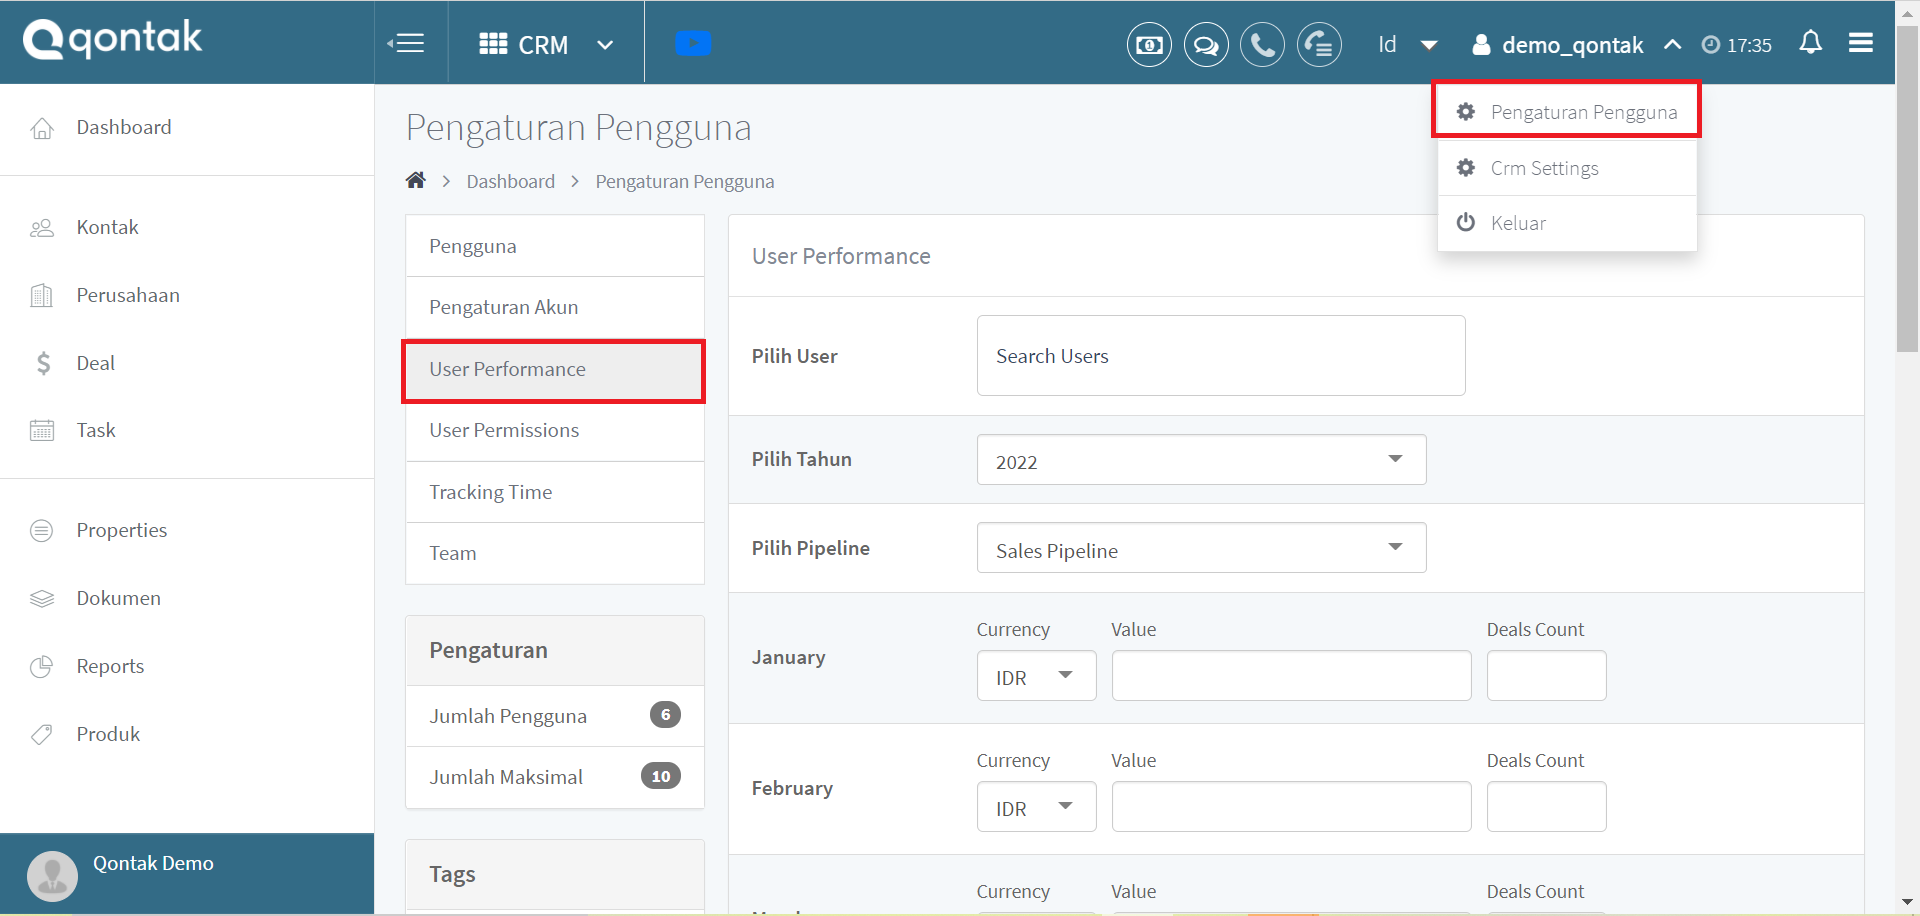 qontak
CRM
Id
demo_qontak
17:35
Pengaturan Pengguna
Crm Settings
Keluar
Dashboard
Kontak
Perusahaan
Deal
Task
Properties
Dokumen
Reports
Produk
Qontak Demo
Pengaturan Pengguna
Dashboard
Pengaturan Pengguna
Pengguna
Pengaturan Akun
User Performance
User Permissions
Tracking Time
Team
Pengaturan
Jumlah Pengguna 6
Jumlah Maksimal 10
Tags
User Performance
Pilih User Search Users
Pilih Tahun 2022
Pilih Pipeline Sales Pipeline
Currency Value Deals Count
January IDR
Currency Value Deals Count
February IDR
Currency Value Deals Count